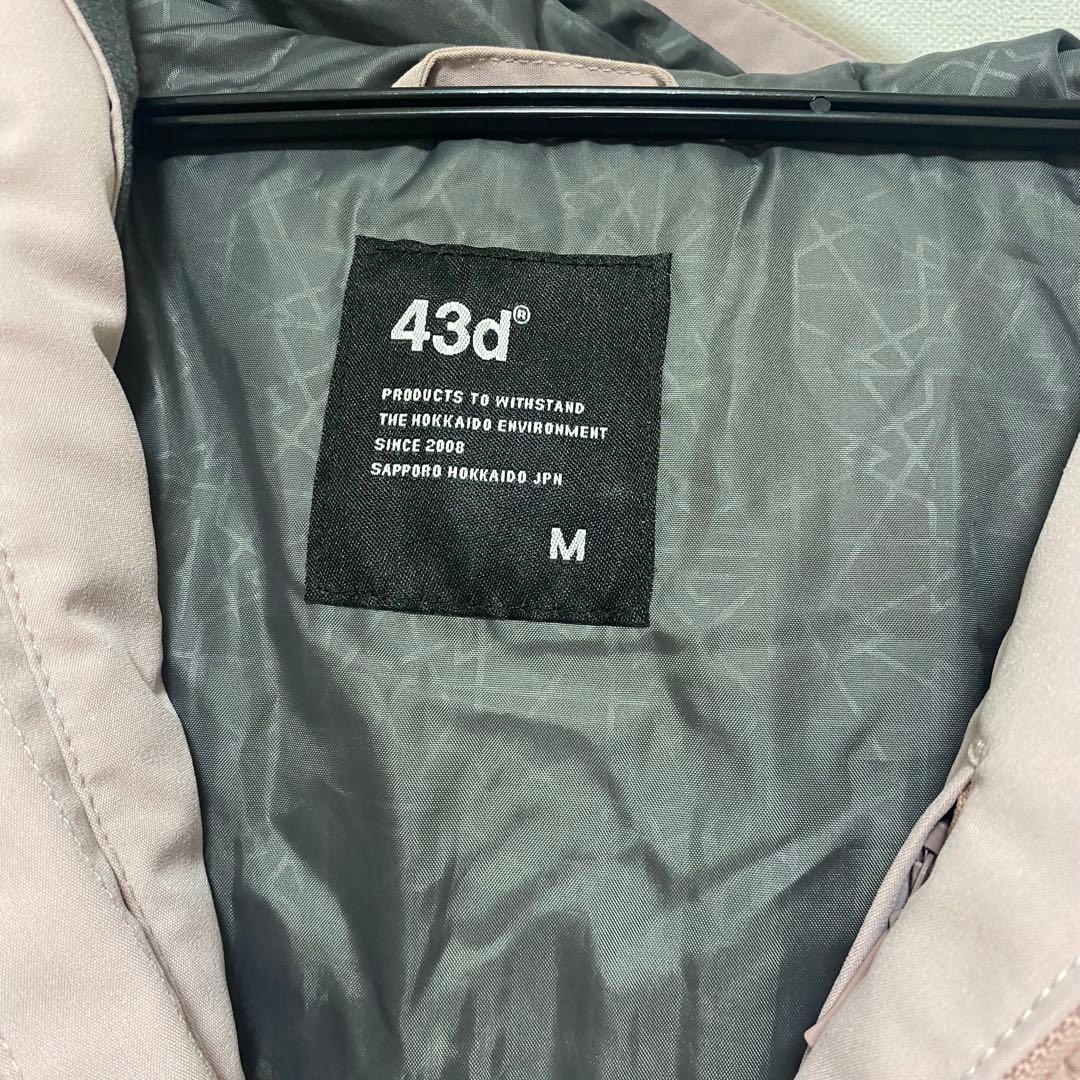 43d®
PRODUCTS TO WITHSTAND
THE HOKKAIDO ENVIRONMENT
SINCE 2008
SAPPORO HOKKAIDO JPN
M